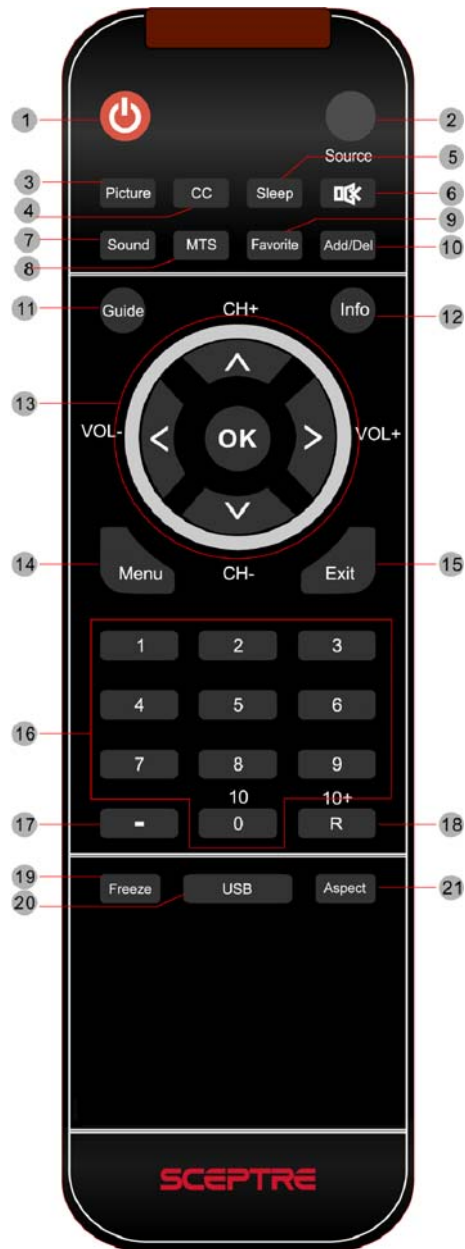 1
2
Source
5
3
Picture
CC
Sleep
6
4
9
7
Sound
MTS
Favorite
Add/Del
10
8
11
Guide
CH+
Info
12
13
VOL-
OK
VOL+
14
Menu
CH-
Exit
15
1 2 3
4 5 6
16
7 8 9
10 10+
17
-
0
R
18
19
Freeze
USB
Aspect
21
20
SCEPTRE